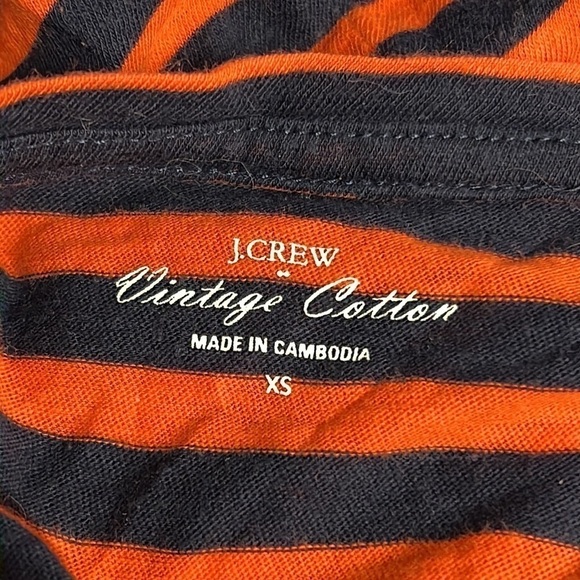 J.CREW
Vintage Cotton
MADE IN CAMBODIA
XS